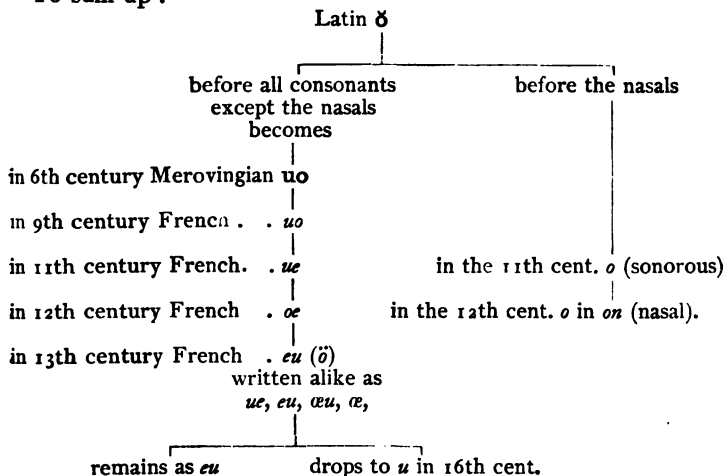 To sum up :
Latin ŏ
before all consonants before the nasals
except the nasals
becomes
in 6th century Merovingian uo
in 9th century French . . uo
in 11th century French. . ue in the 11th cent. o (sonorous)
in 12th century French . oe in the 12th cent. o in on (nasal).
in 13th century French . eu (ö)
written alike as
ue, eu, œu, œ,
remains as eu drops to u in 16th cent.